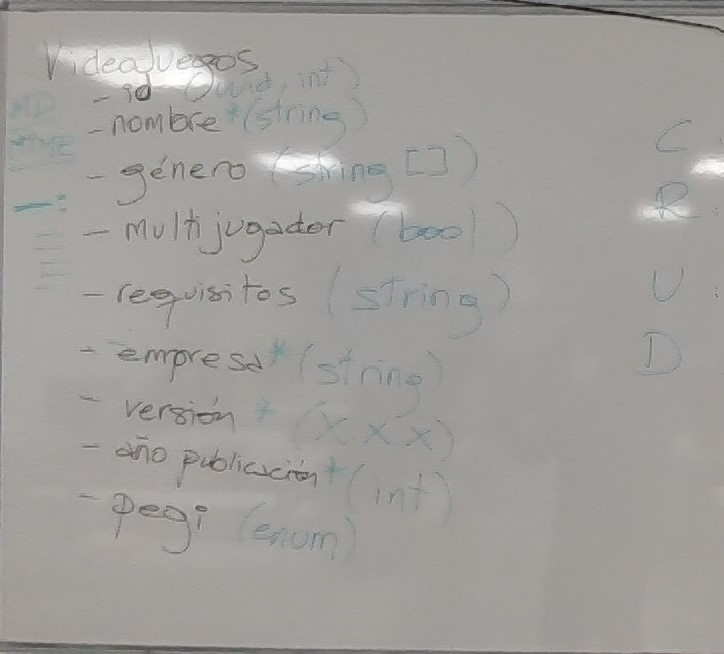 VideoJuegos
- id (uuid, int)
- nombre * (string)
- género (string [])
- multijugador (bool)
- requisitos (string)
- empresa * (string)
- versión * (x x x)
- año publicación * (int)
- pegi (enum)
C
R
U
D